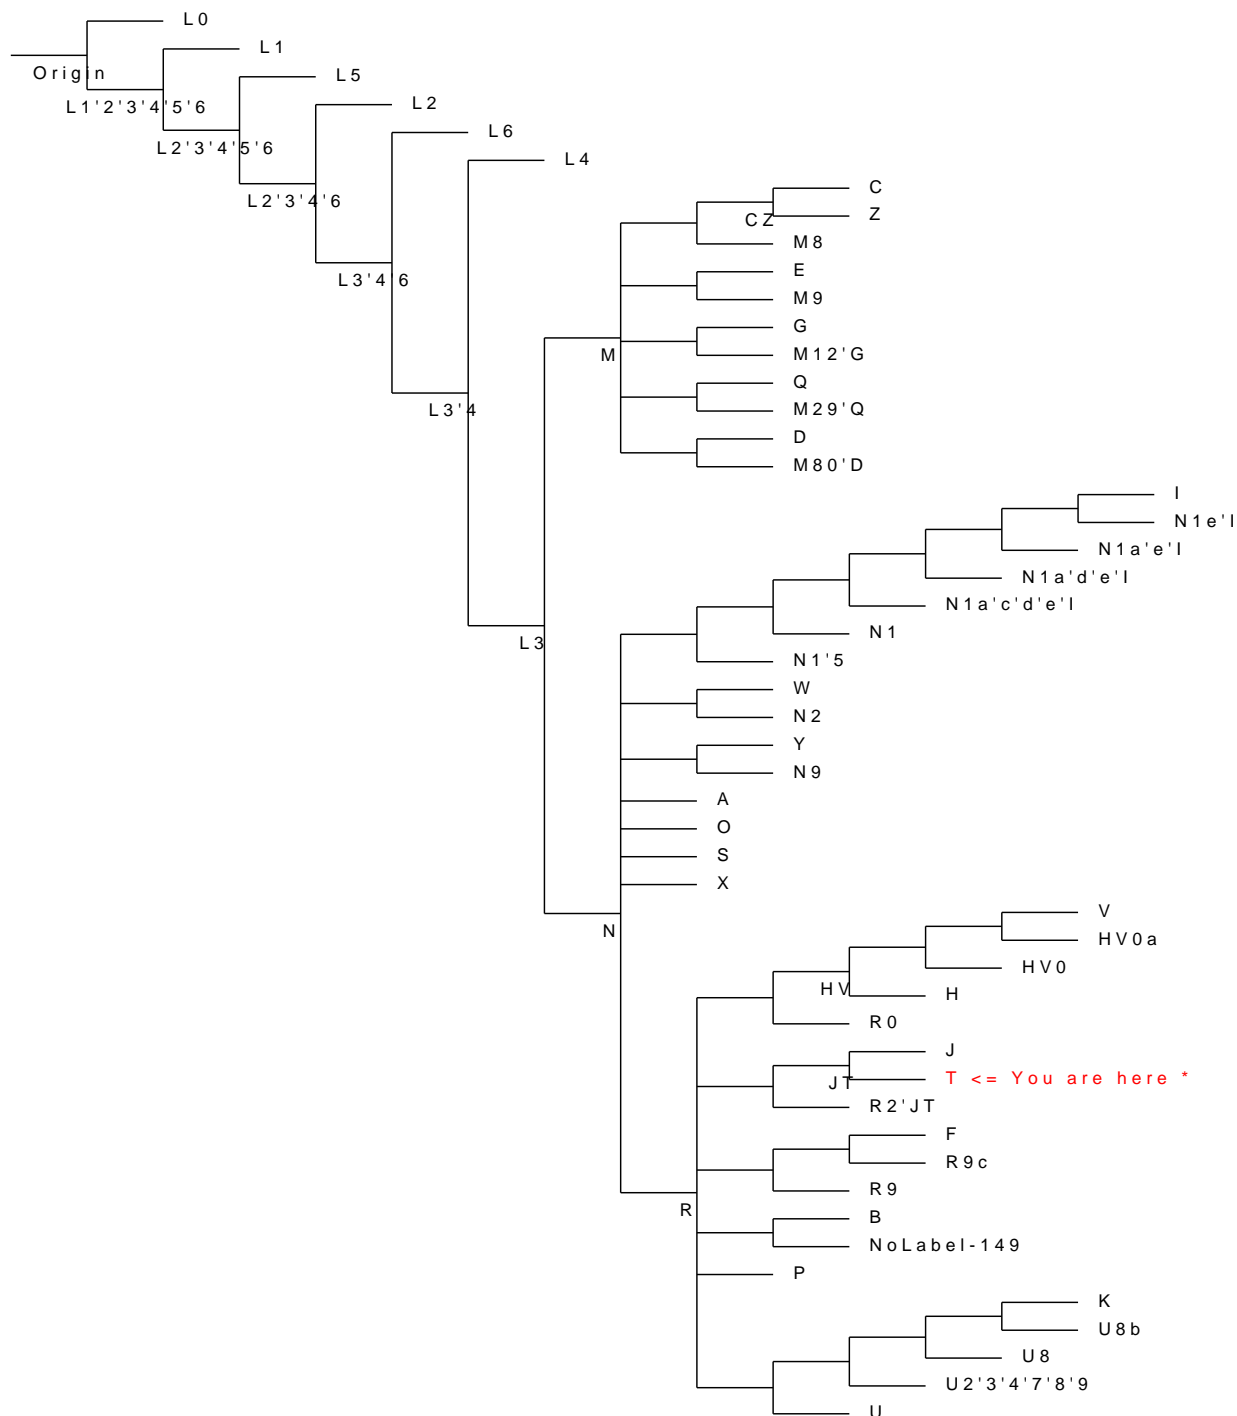 L0
L1
Origin
L5
L1'2'3'4'5'6
L2
L6
L2'3'4'5'6
L4
C
L2'3'4'6
Z
CZ
M8
E
L3'4'6
M9
G
M
M12'G
Q
L3'4
M29'Q
D
M80'D
I
N1e'I
N1a'e'I
N1a'd'e'I
N1a'c'd'e'I
N1
L3
N1'5
W
N2
Y
N9
A
O
S
X
V
N
HV0a
HV0
HV
H
R0
J
T <= You are here *
JT
R2'JT
F
R9c
R9
R
B
NoLabel-149
P
K
U8b
U8
U2'3'4'7'8'9
U